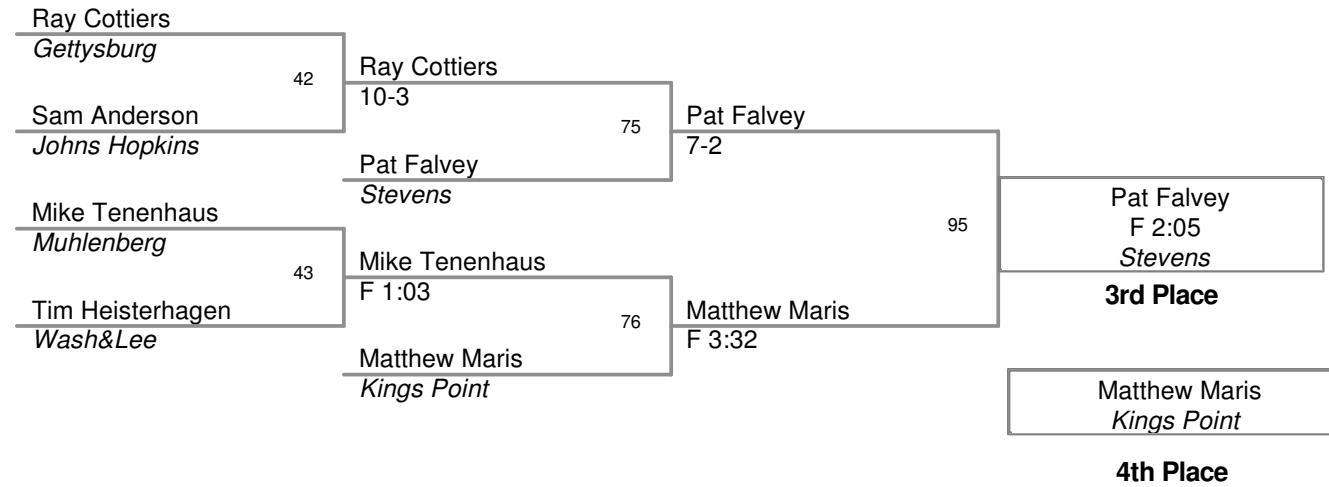 Ray Cottiers
Gettysburg
42
Ray Cottiers
10-3
Sam Anderson
Johns Hopkins
75
Pat Falvey
7-2
Pat Falvey
Stevens
Mike Tenenhaus
Muhlenberg
95
Pat Falvey
F 2:05
Stevens
3rd Place
43
Mike Tenenhaus
F 1:03
Tim Heisterhagen
Wash&Lee
76
Matthew Maris
F 3:32
Matthew Maris
Kings Point
Matthew Maris
Kings Point
4th Place